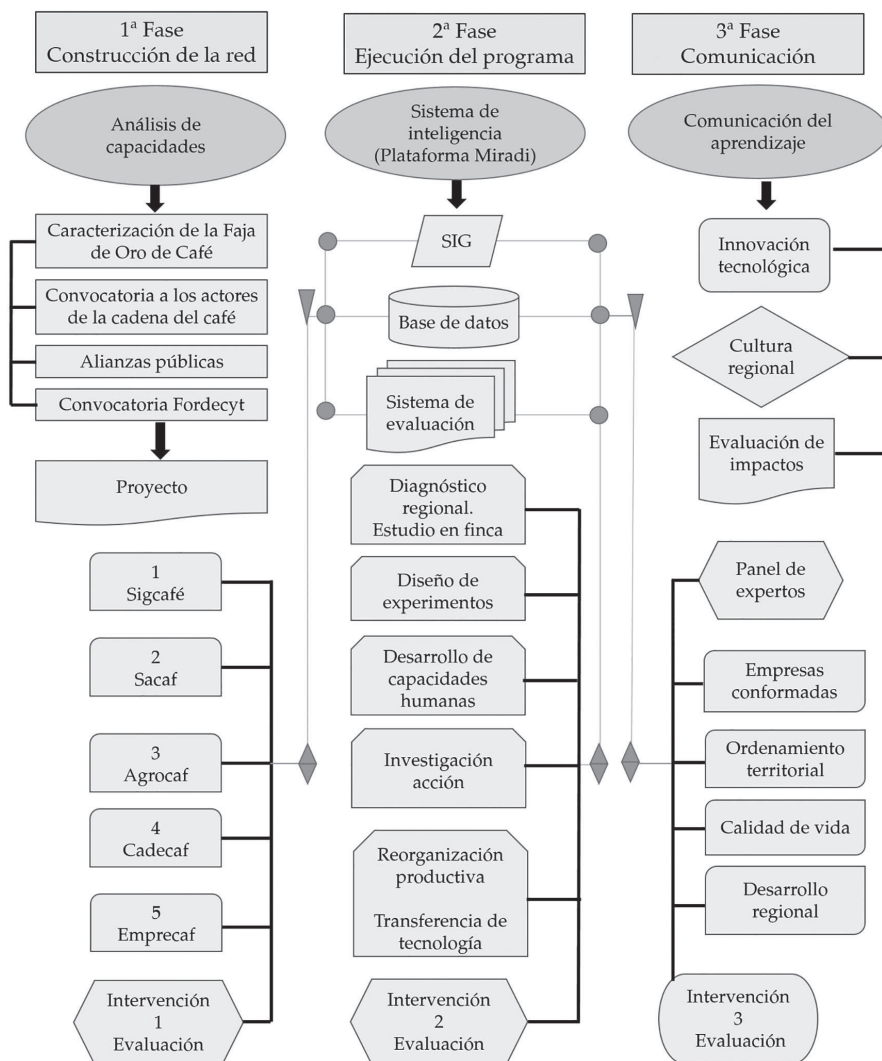 1ª Fase
Construcción de la red
Análisis de
capacidades
Caracterización de la Faja
de Oro de Café
Convocatoria a los actores
de la cadena del café
Alianzas públicas
Convocatoria Fordecyt
Proyecto
1
Sigcafé
2
Sacaf
3
Agrocaf
4
Cadecaf
5
Emprecaf
Intervención
1
Evaluación
2ª Fase
Ejecución del programa
Sistema de
inteligencia
(Plataforma Miradi)
SIG
Base de datos
Sistema de
evaluación
Diagnóstico
regional.
Estudio en finca
Diseño de
experimentos
Desarrollo de
capacidades
humanas
Investigación
acción
Reorganización
productiva
Transferencia de
tecnología
Intervención
2
Evaluación
3ª Fase
Comunicación
Comunicación del
aprendizaje
Innovación
tecnológica
Cultura
regional
Evaluación de
impactos
Panel de
expertos
Empresas
conformadas
Ordenamiento
territorial
Calidad de vida
Desarrollo
regional
Intervención
3
Evaluación